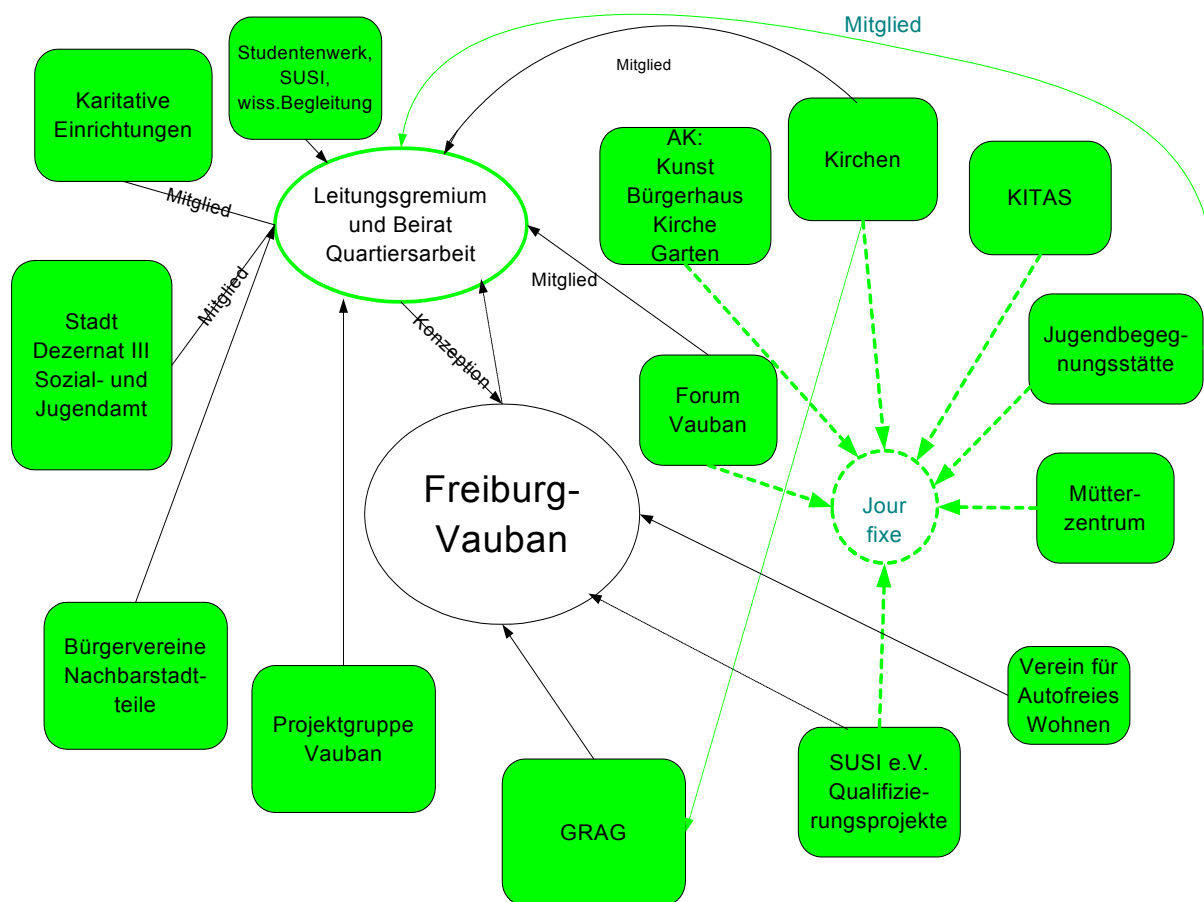 Mitglied
Studentenwerk,
SUSI,
wiss.Begleitung
Mitglied
Karitative
Einrichtungen
AK:
Kunst
Bürgerhaus
Kirche
Garten
Kirchen
KITAS
Mitglied
Leitungsgremium
und Beirat
Quartiersarbeit
Mitglied
Mitglied
Stadt
Dezernat III
Sozial- und
Jugendamt
Konzeption
Jugendbegeg-
nungsstätte
Forum
Vauban
Freiburg-
Vauban
Jour
fixe
Mütter-
zentrum
Bürgervereine
Nachbarstadt-
teile
Projektgruppe
Vauban
Verein für
Autofreies
Wohnen
SUSI e.V.
Qualifizie-
rungsprojekte
GRAG